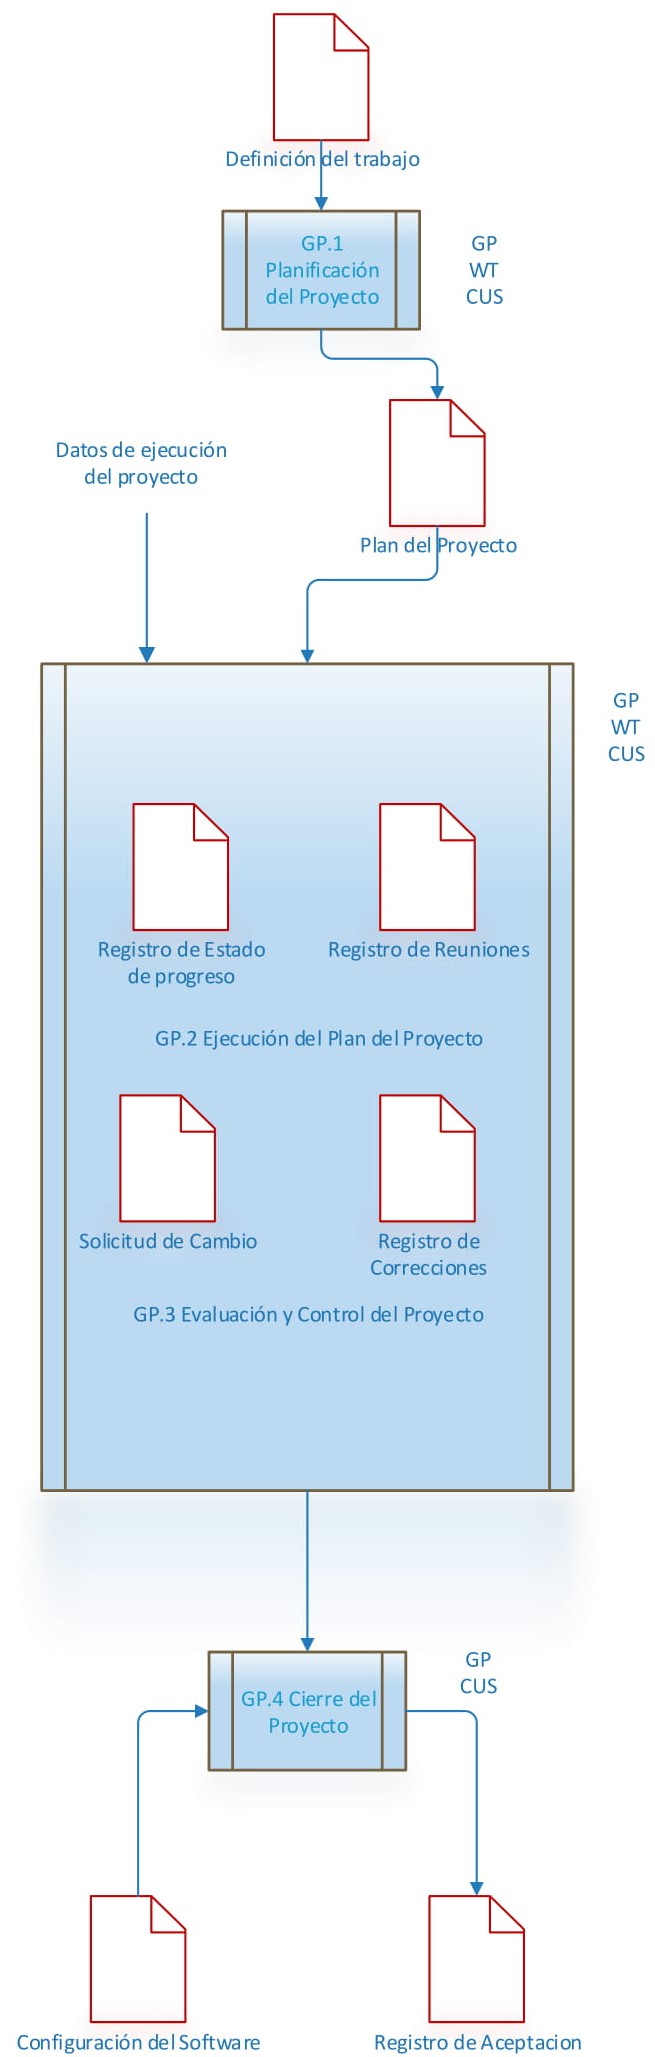 Definición del trabajo
GP.1
Planificación
del Proyecto
GP
WT
CUS
Datos de ejecución
del proyecto
Plan del Proyecto
GP
WT
CUS
Registro de Estado
de progreso
Registro de Reuniones
GP.2 Ejecución del Plan del Proyecto
Solicitud de Cambio
Registro de
Correcciones
GP.3 Evaluación y Control del Proyecto
GP
CUS
GP.4 Cierre del
Proyecto
Configuración del Software
Registro de Aceptacion